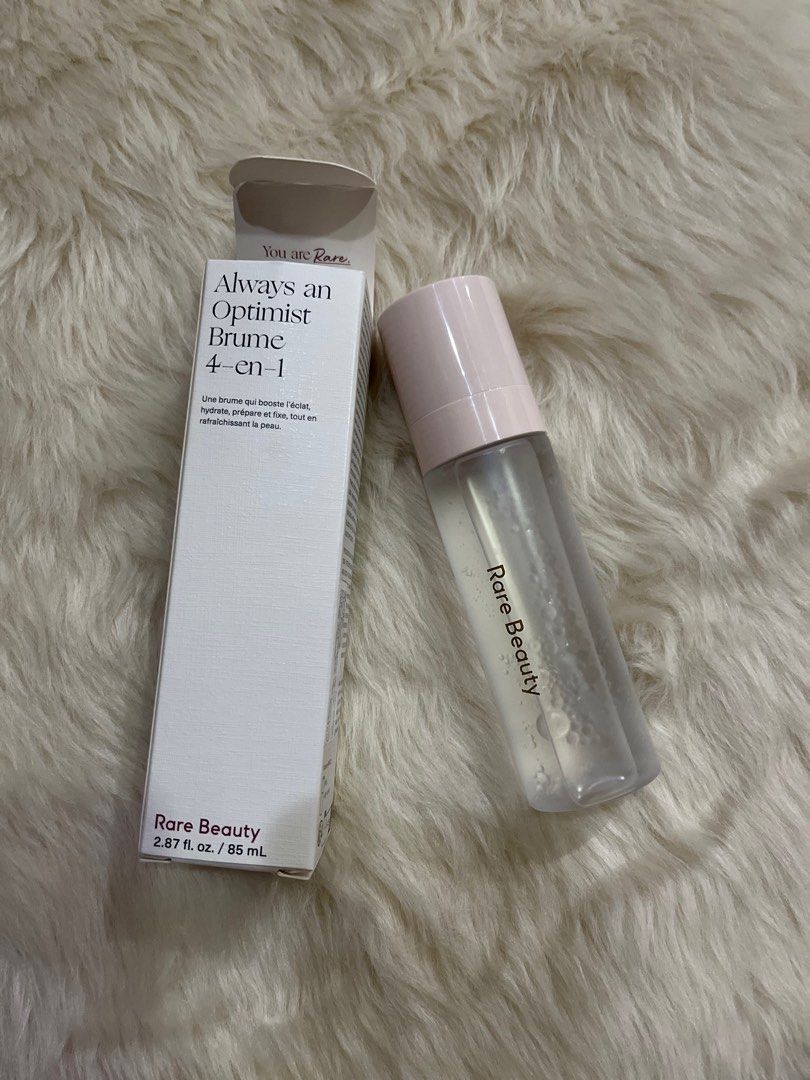 You are Rare.
Always an
Optimist
Brume
4-en-1
Une brume qui booste l'éclat,
hydrate, prépare et fixe, tout en
rafraîchissant la peau.
Rare Beauty
2.87 fl. oz. / 85 mL
Rare Beauty